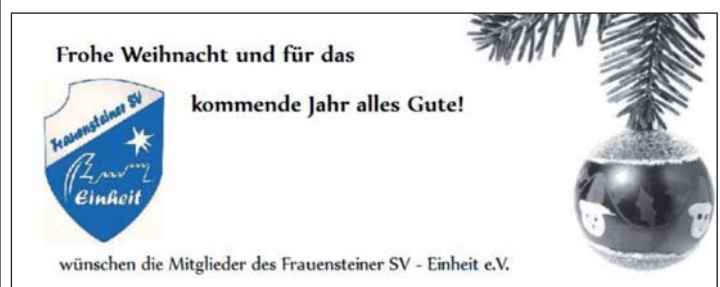 Frohe Weihnacht und für das
kommende Jahr alles Gute!
Frauensteiner SV
Einheit
wünschen die Mitglieder des Frauensteiner SV - Einheit e.V.